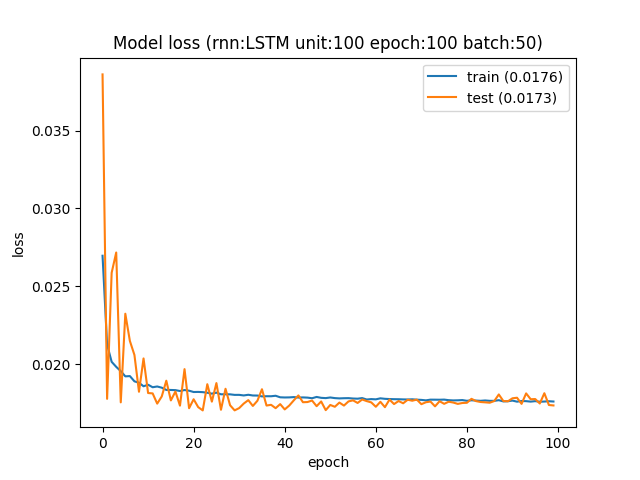 Model loss (rnn:LSTM unit:100 epoch:100 batch:50)
train (0.0176)
test (0.0173)
0.035
0.030
0.025
0.020
loss
0 20 40 60 80 100
epoch